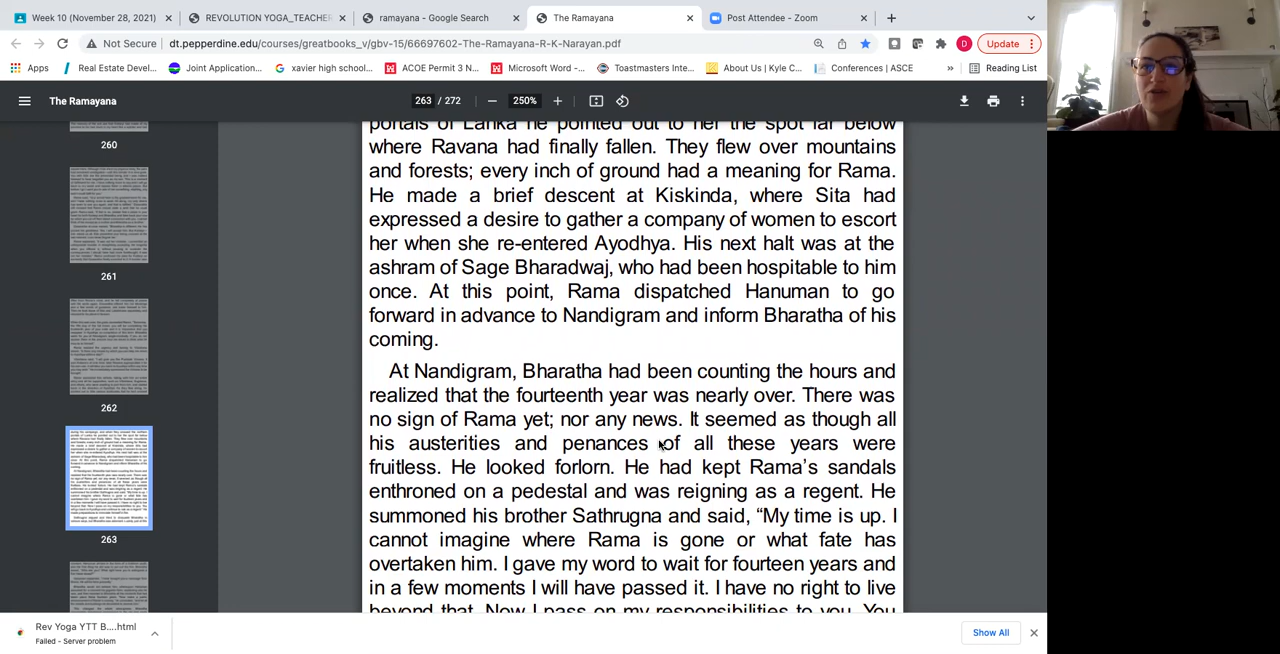 Week 10 (November 28, 2021)
REVOLUTION YOGA_TEACHER
ramayana - Google Search
The Ramayana
Post Attendee - Zoom
Not Secure
dt.pepperdine.edu/courses/greatbooks_v/gbv-15/66697602-The-Ramayana-R-K-Narayan.pdf
D
Update
Apps
Real Estate Devel...
Joint Application...
xavier high school...
ACOE Permit 3 N...
Microsoft Word -...
Toastmasters Inte...
About Us | Kyle C...
Conferences | ASCE
»
Reading List
The Ramayana
263 / 272
250%
260
261
262
263
portals of Lanka he pointed out to her the spot far below
where Ravana had finally fallen. They flew over mountains
and forests; every inch of ground had a meaning for Rama.
He made a brief descent at Kiskinda, where Sita had
expressed a desire to gather a company of women to escort
her when she re-entered Ayodhya. His next halt was at the
ashram of Sage Bharadwaj, who had been hospitable to him
once. At this point, Rama dispatched Hanuman to go
forward in advance to Nandigram and inform Bharatha of his
coming.
At Nandigram, Bharatha had been counting the hours and
realized that the fourteenth year was nearly over. There was
no sign of Rama yet; nor any news. It seemed as though all
his austerities and penances of all these years were
fruitless. He looked forlorn. He had kept Rama's sandals
enthroned on a pedestal and was reigning as a regent. He
summoned his brother Sathrugna and said, “My time is up. I
cannot imagine where Rama is gone or what fate has
overtaken him. I gave my word to wait for fourteen years and
in a few moments I will have passed it. I have no right to live
beyond that. Now I pass on my responsibilities to you. You
Rev Yoga YTT B....html
Failed - Server problem
Show All